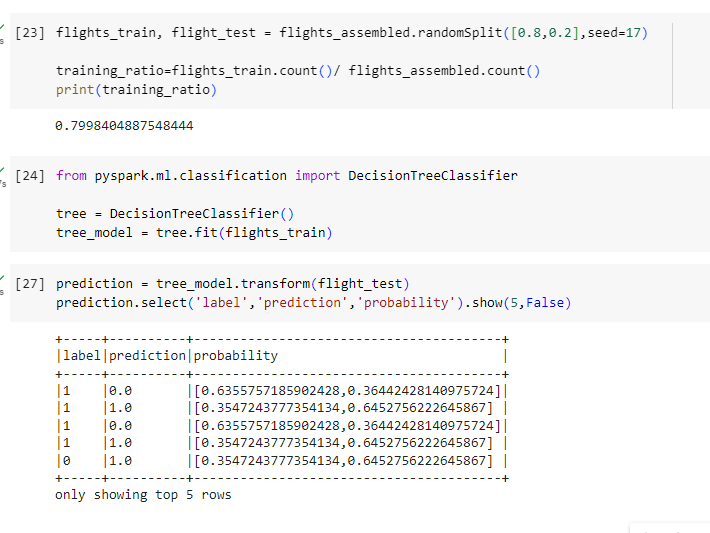 [23] flights_train, flight_test = flights_assembled.randomSplit([0.8,0.2],seed=17)
training_ratio=flights_train.count()/ flights_assembled.count()
print(training_ratio)
0.7998404887548444
[24] from pyspark.ml.classification import DecisionTreeClassifier
tree = DecisionTreeClassifier()
tree_model = tree.fit(flights_train)
[27] prediction = tree_model.transform(flight_test)
prediction.select('label','prediction','probability').show(5,False)
+-----+----------+----------------------------------------+
|label|prediction|probability                             |
+-----+----------+----------------------------------------+
|1    |0.0       |[0.6355757185902428,0.36442428140975724]|
|1    |1.0       |[0.3547243777354134,0.6452756222645867] |
|1    |0.0       |[0.6355757185902428,0.36442428140975724]|
|1    |1.0       |[0.3547243777354134,0.6452756222645867] |
|0    |1.0       |[0.3547243777354134,0.6452756222645867] |
+-----+----------+----------------------------------------+
only showing top 5 rows